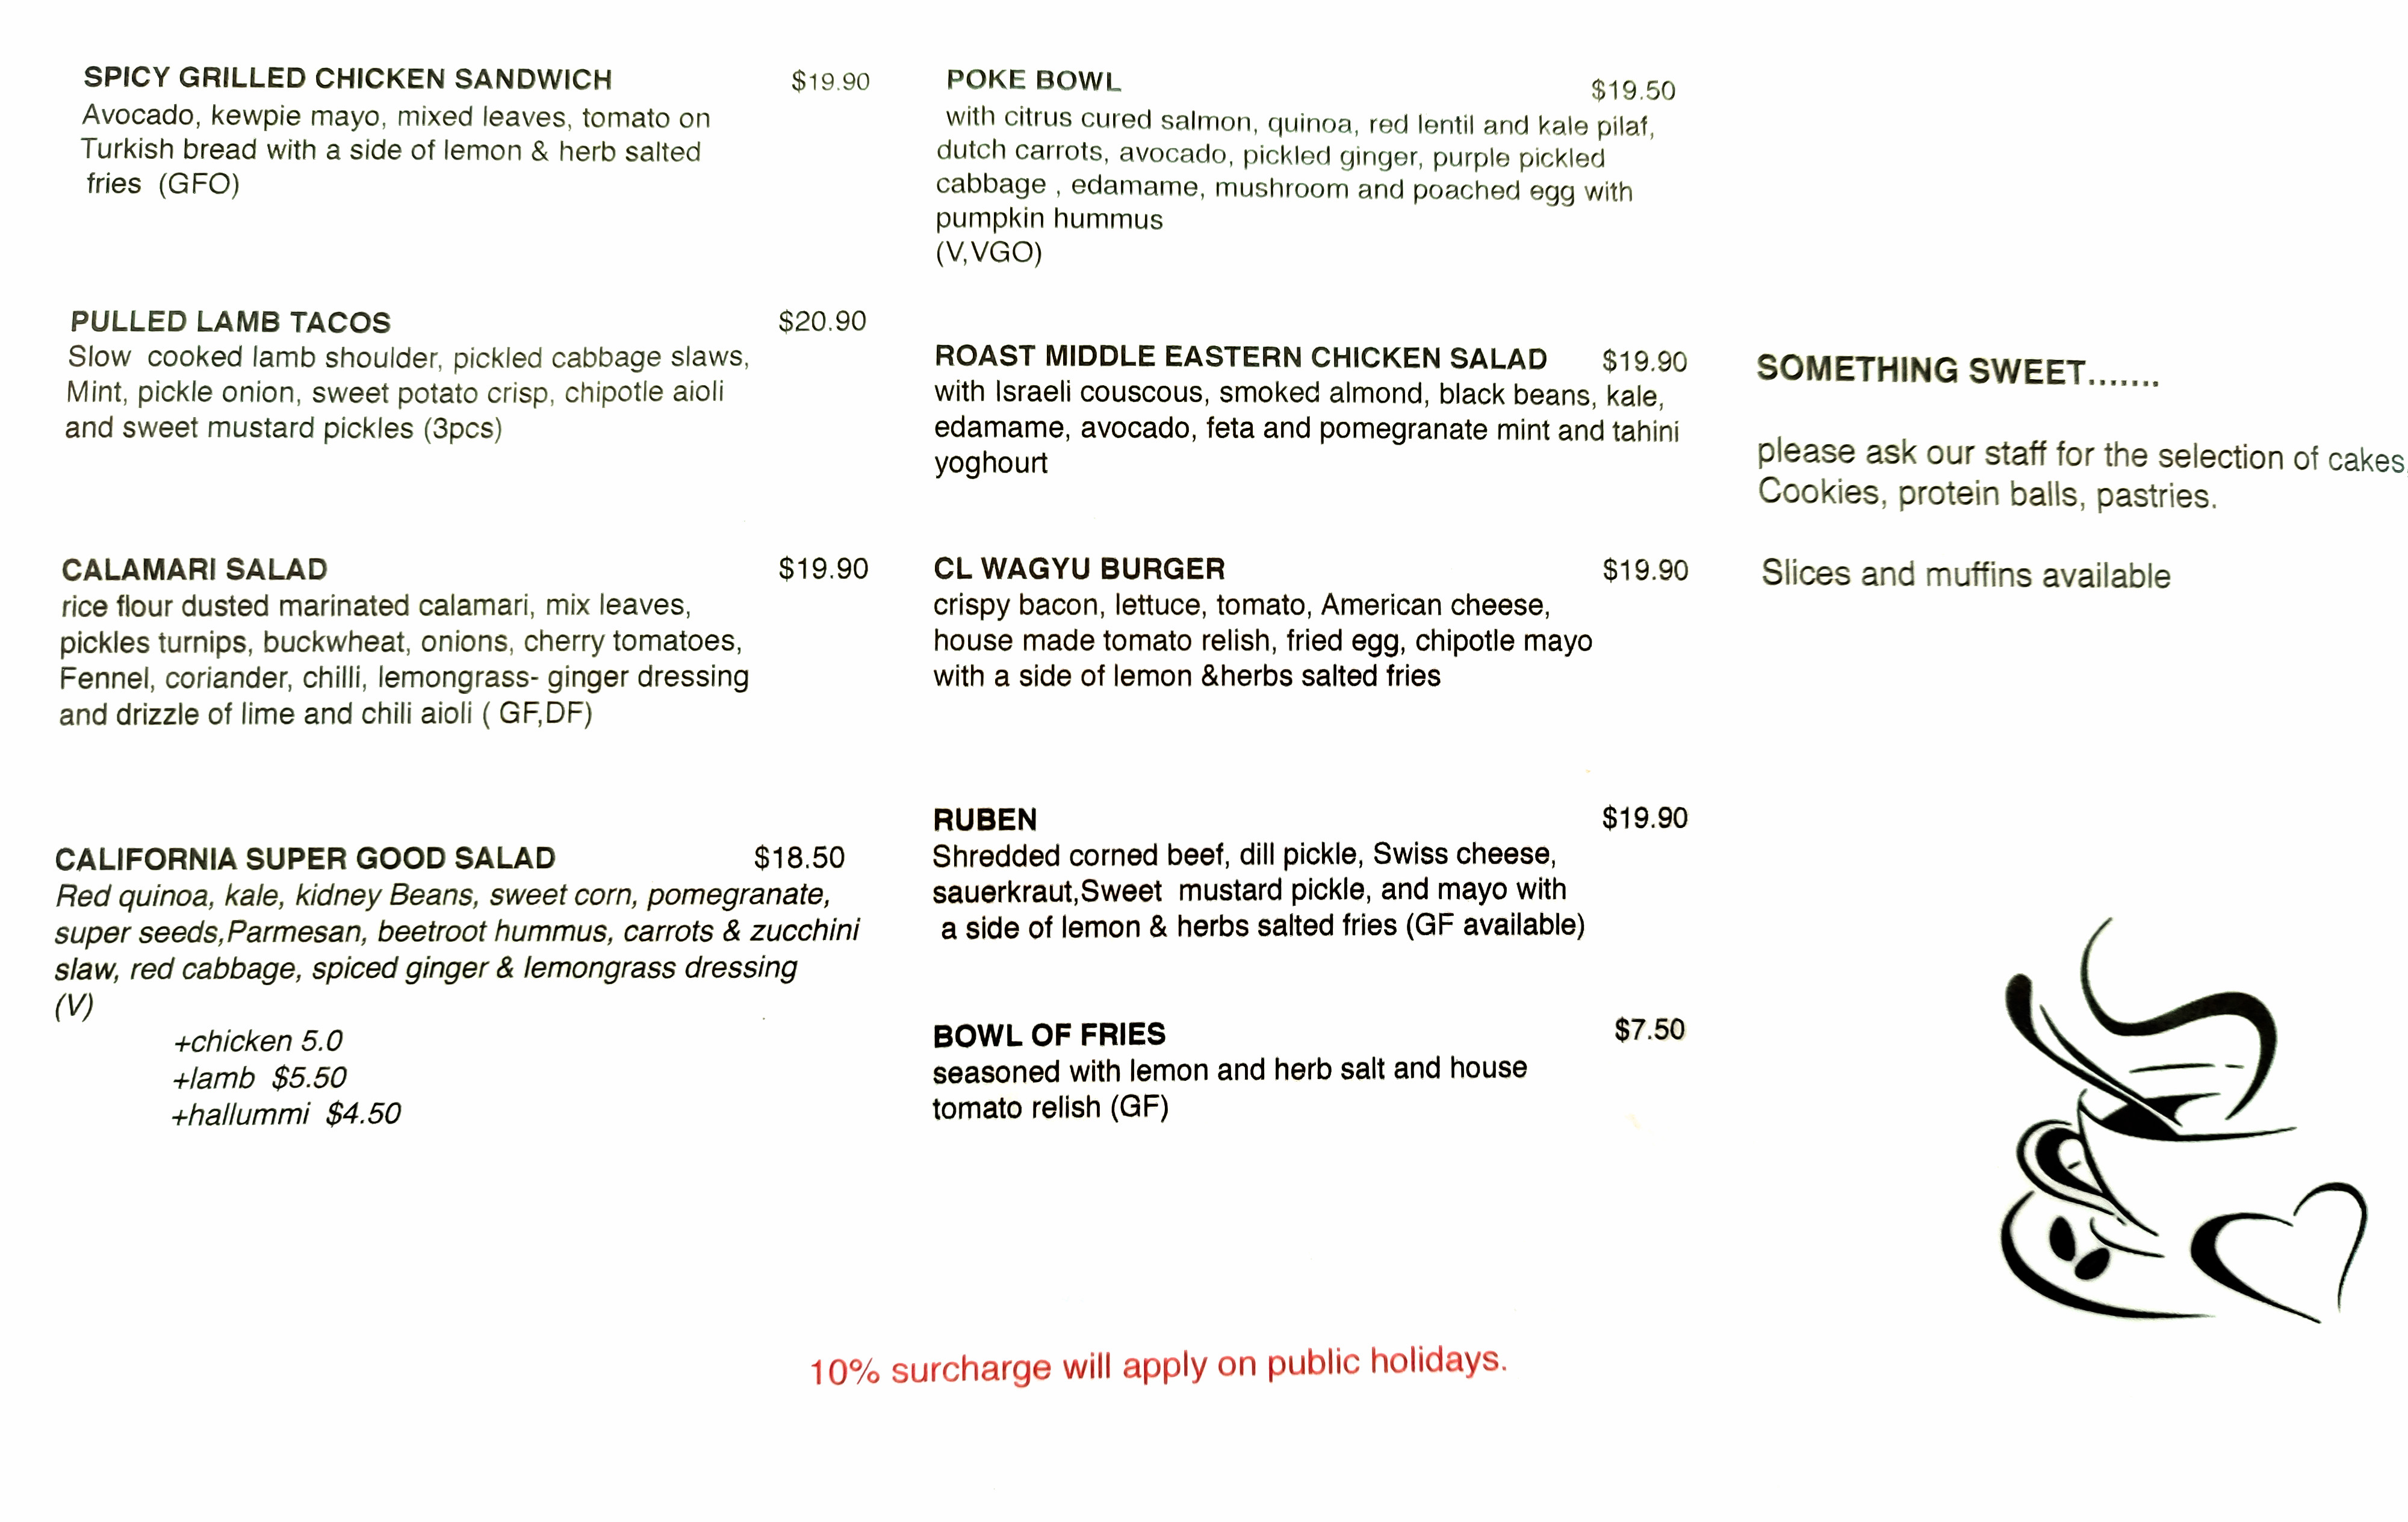 SPICY GRILLED CHICKEN SANDWICH $19.90
Avocado, kewpie mayo, mixed leaves, tomato on
Turkish bread with a side of lemon & herb salted
fries (GFO)
PULLED LAMB TACOS $20.90
Slow cooked lamb shoulder, pickled cabbage slaws,
Mint, pickle onion, sweet potato crisp, chipotle aioli
and sweet mustard pickles (3pcs)
CALAMARI SALAD $19.90
rice flour dusted marinated calamari, mix leaves,
pickles turnips, buckwheat, onions, cherry tomatoes,
Fennel, coriander, chilli, lemongrass- ginger dressing
and drizzle of lime and chili aioli ( GF,DF)
CALIFORNIA SUPER GOOD SALAD $18.50
Red quinoa, kale, kidney Beans, sweet corn, pomegranate,
super seeds,Parmesan, beetroot hummus, carrots & zucchini
slaw, red cabbage, spiced ginger & lemongrass dressing
(V)
+chicken 5.0
+lamb $5.50
+hallummi $4.50
POKE BOWL $19.50
with citrus cured salmon, quinoa, red lentil and kale pilaf,
dutch carrots, avocado, pickled ginger, purple pickled
cabbage , edamame, mushroom and poached egg with
pumpkin hummus
(V,VGO)
ROAST MIDDLE EASTERN CHICKEN SALAD $19.90
with Israeli couscous, smoked almond, black beans, kale,
edamame, avocado, feta and pomegranate mint and tahini
yoghourt
CL WAGYU BURGER $19.90
crispy bacon, lettuce, tomato, American cheese,
house made tomato relish, fried egg, chipotle mayo
with a side of lemon &herbs salted fries
RUBEN $19.90
Shredded corned beef, dill pickle, Swiss cheese,
sauerkraut,Sweet mustard pickle, and mayo with
a side of lemon & herbs salted fries (GF available)
BOWL OF FRIES $7.50
seasoned with lemon and herb salt and house
tomato relish (GF)
SOMETHING SWEET.......
please ask our staff for the selection of cakes,
Cookies, protein balls, pastries.
Slices and muffins available
10% surcharge will apply on public holidays.